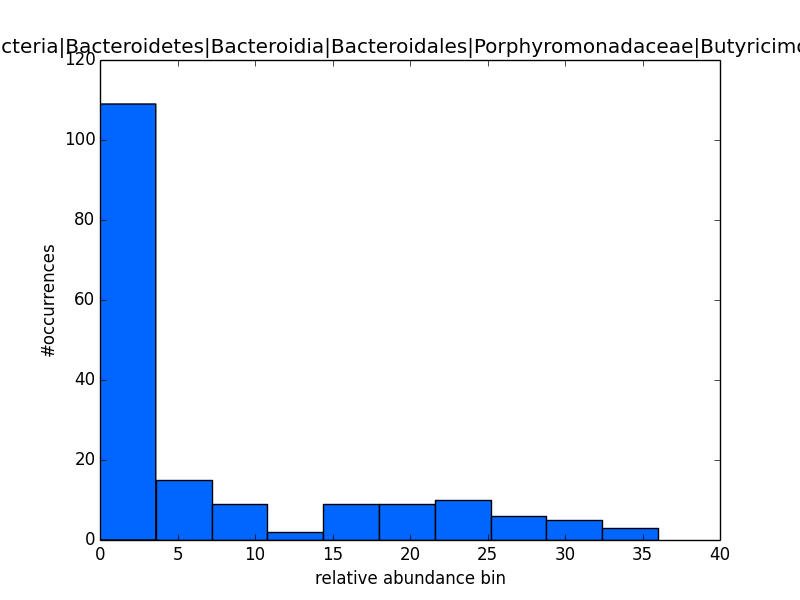 cteria|Bacteroidetes|Bacteroidia|Bacteroidales|Porphyromonadaceae|Butyricimo
120
100
80
60
40
20
0
#occurrences
0 5 10 15 20 25 30 35 40
relative abundance bin